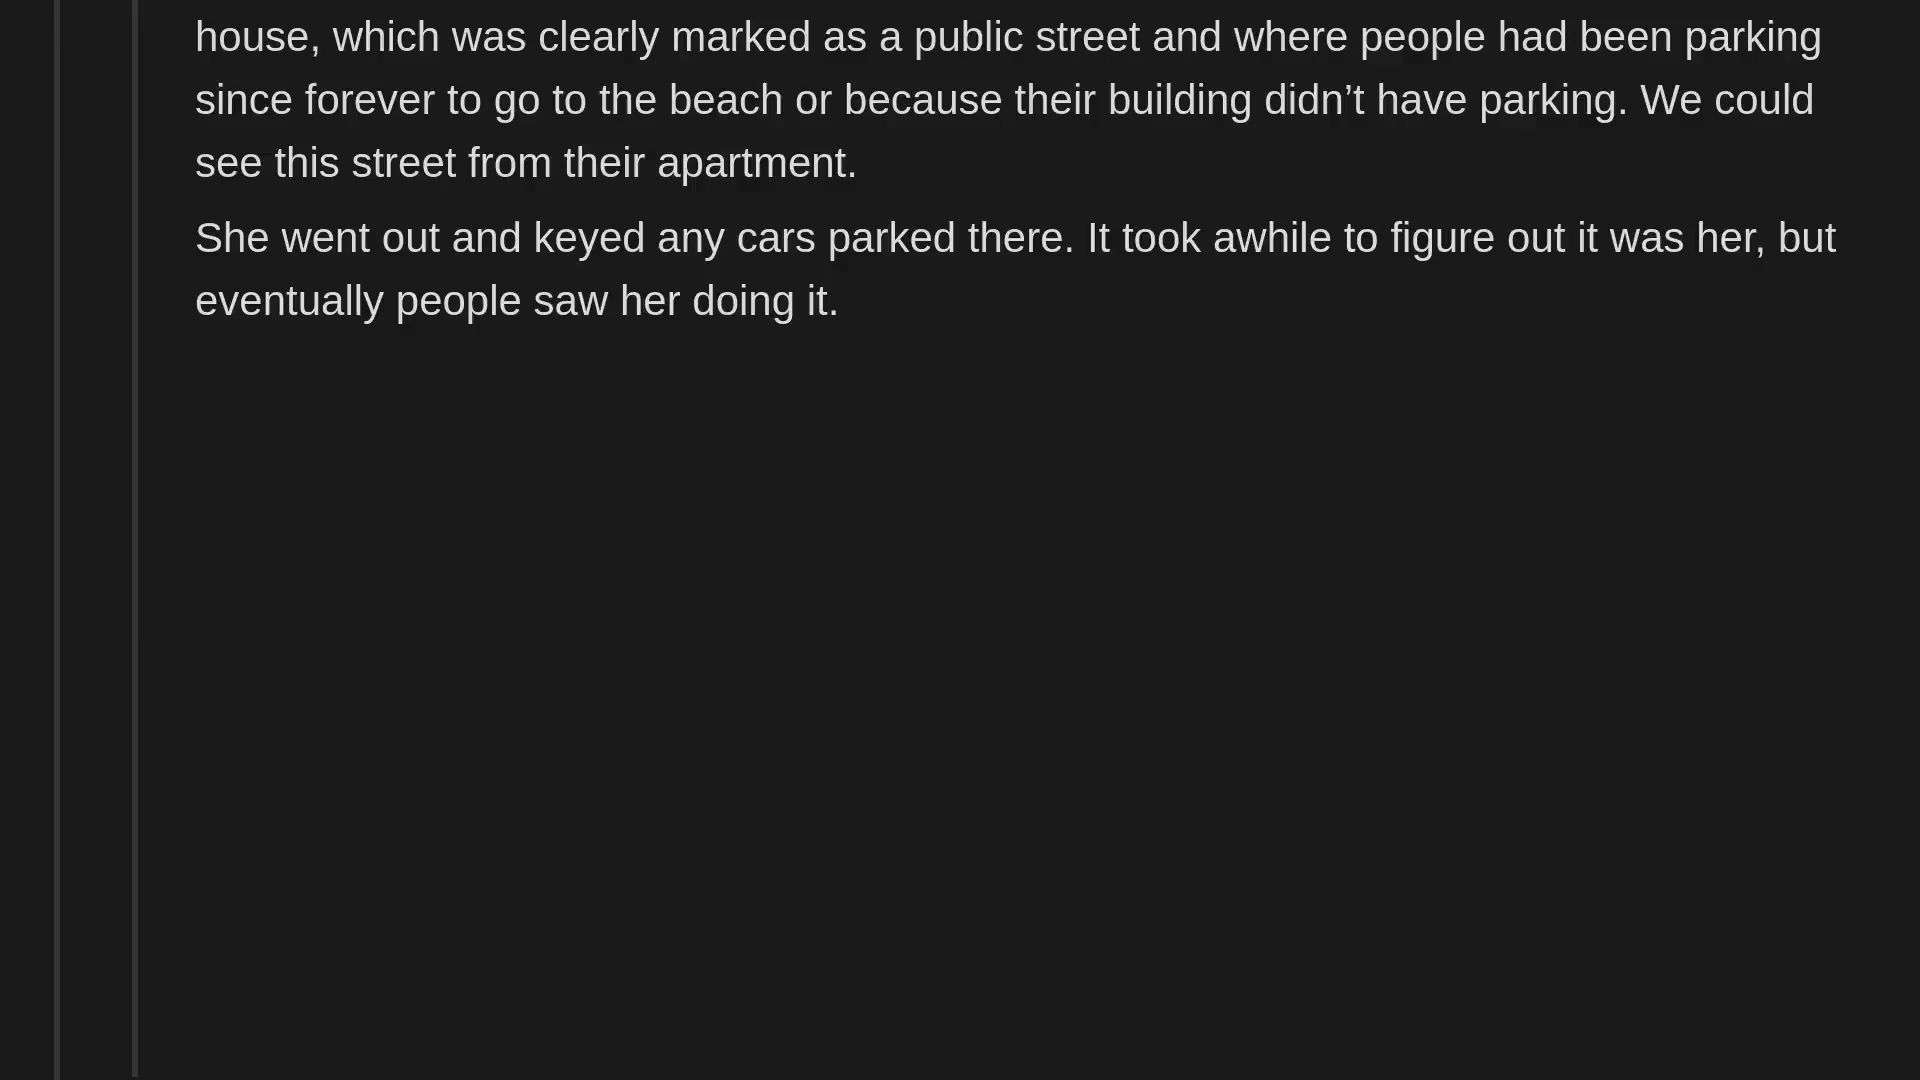 house, which was clearly marked as a public street and where people had been parking
since forever to go to the beach or because their building didn’t have parking. We could
see this street from their apartment.
She went out and keyed any cars parked there. It took awhile to figure out it was her, but
eventually people saw her doing it.